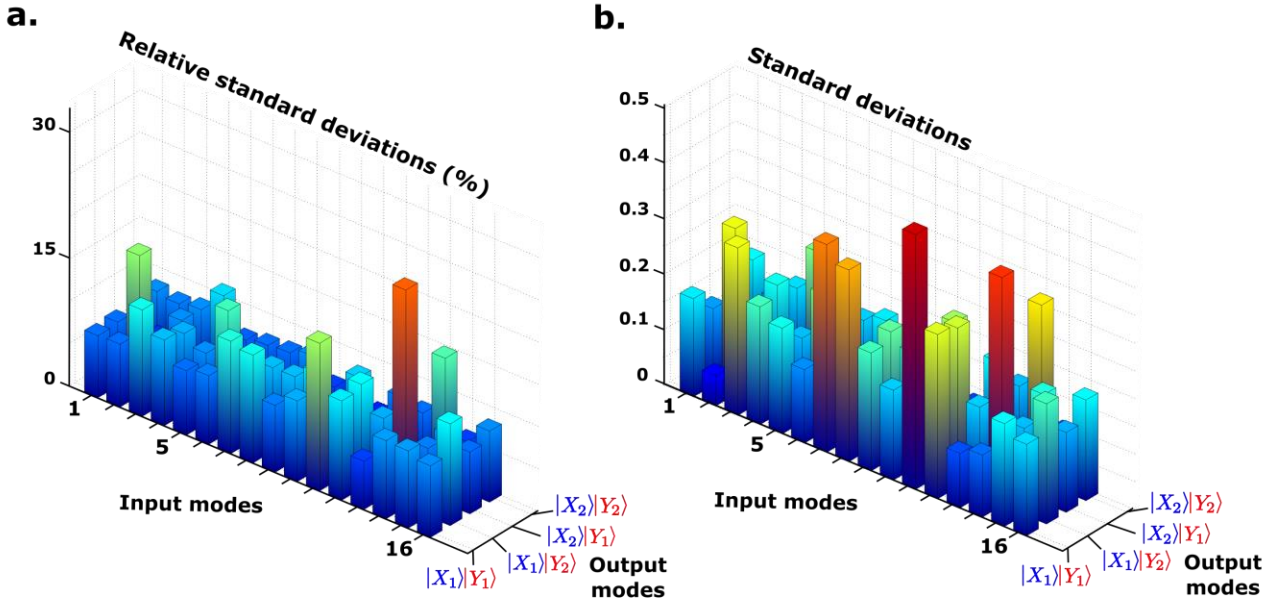 a.
Relative standard deviations (%)
30
15
0
1
5
16
Input modes
|X₂⟩|Y₂⟩
|X₂⟩|Y₁⟩
|X₁⟩|Y₂⟩
|X₁⟩|Y₁⟩
Output
modes
b.
Standard deviations
0.5
0.4
0.3
0.2
0.1
0
1
5
16
Input modes
|X₂⟩|Y₂⟩
|X₂⟩|Y₁⟩
|X₁⟩|Y₂⟩
|X₁⟩|Y₁⟩
Output
modes